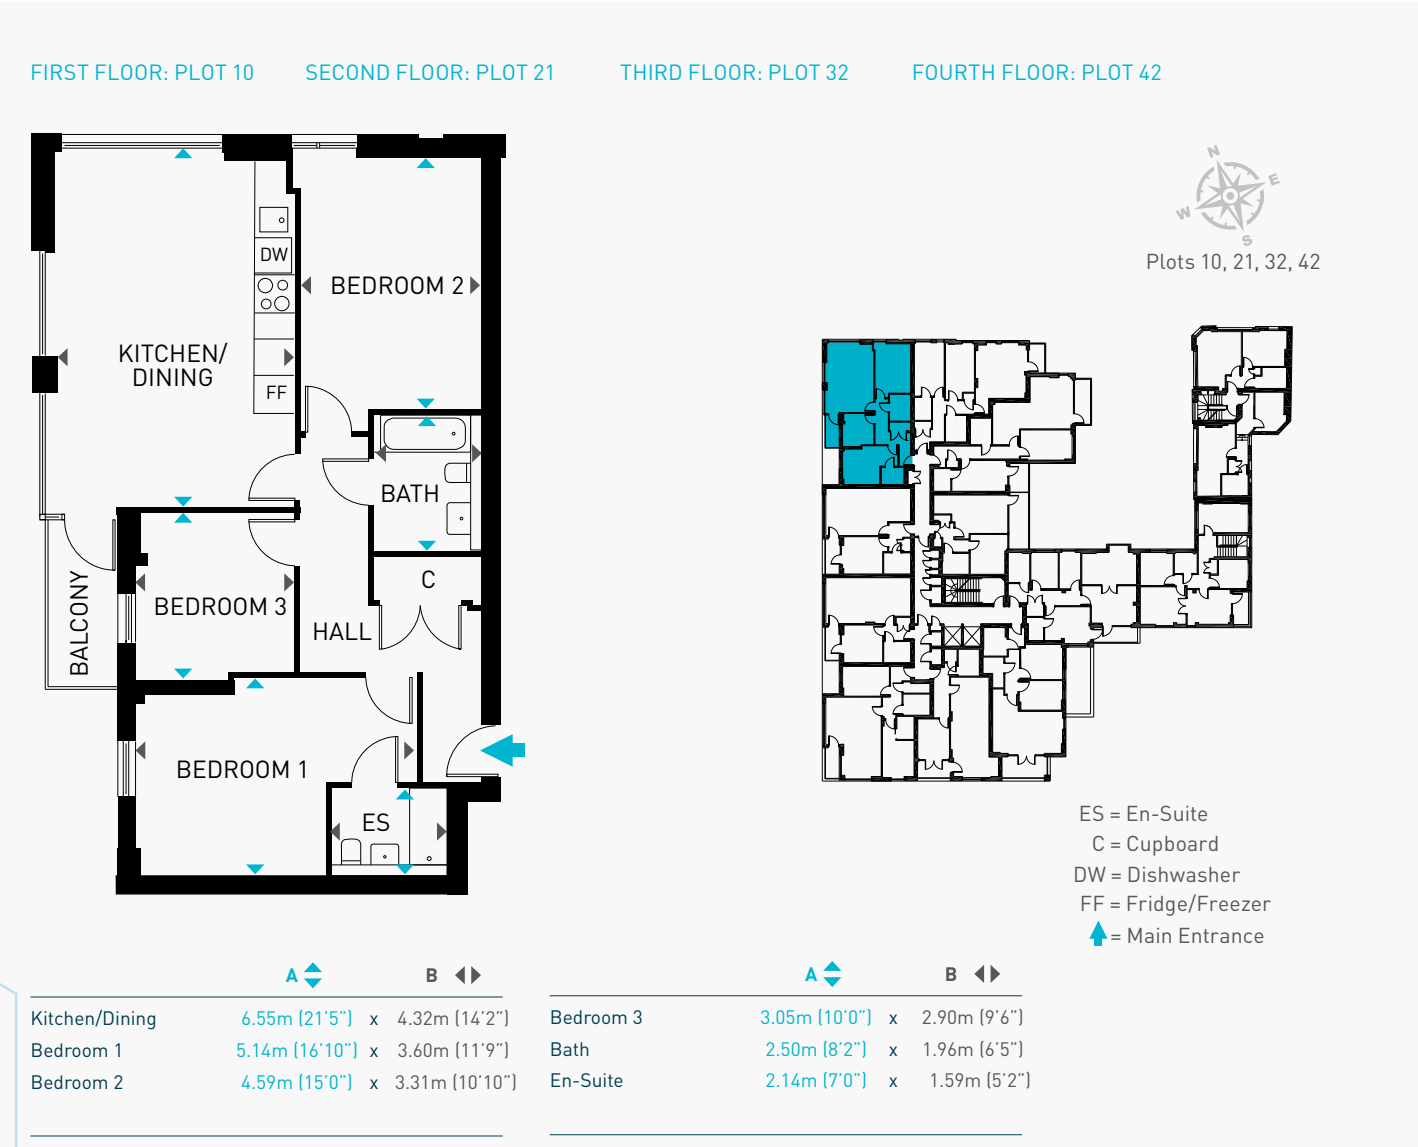 FIRST FLOOR: PLOT 10 SECOND FLOOR: PLOT 21 THIRD FLOOR: PLOT 32 FOURTH FLOOR: PLOT 42
N
E
W
S
Plots 10, 21, 32, 42
DW
BEDROOM 2
KITCHEN/
DINING
FF
BATH
C
BALCONY
BEDROOM 3
HALL
BEDROOM 1
ES
ES = En-Suite
C = Cupboard
DW = Dishwasher
FF = Fridge/Freezer
= Main Entrance
A B
Kitchen/Dining 6.55m (21'5") x 4.32m (14'2")
Bedroom 1 5.14m (16'10") x 3.60m (11'9")
Bedroom 2 4.59m (15'0") x 3.31m (10'10")
A B
Bedroom 3 3.05m (10'0") x 2.90m (9'6")
Bath 2.50m (8'2") x 1.96m (6'5")
En-Suite 2.14m (7'0") x 1.59m (5'2")